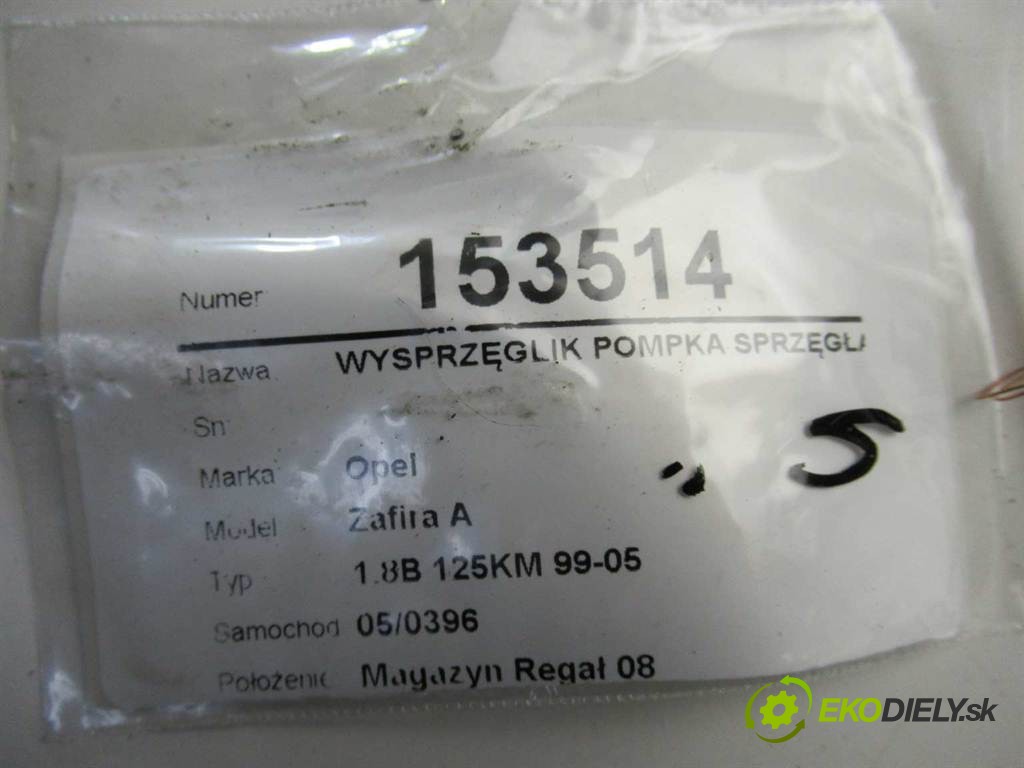 Numer 153514
Nazwa WYSPRZĘGLIK POMPKA SPRZĘGŁA
Sn
Marka Opel
5
Model Zafira A
Typ 1.8B 125KM 99-05
Samochod 05/0396
Położenie Magazyn Regał 08
EKODIELY.sk